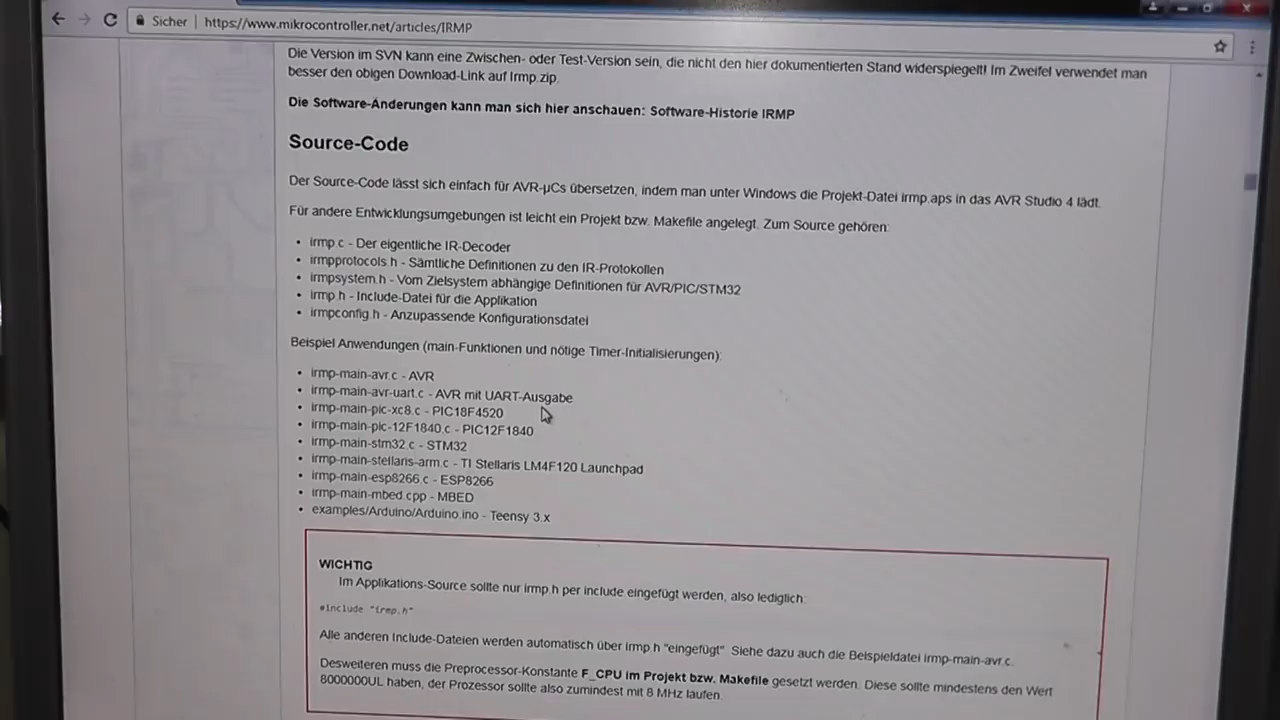 Sicher | https://www.mikrocontroller.net/articles/IRMP
Die Version im SVN kann eine Zwischen- oder Test-Version sein, die nicht den hier dokumentierten Stand widerspiegelt! Im Zweifel verwendet man
besser den obigen Download-Link auf Irmp.zip.
Die Software-Änderungen kann man sich hier anschauen: Software-Historie IRMP
Source-Code
Der Source-Code lässt sich einfach für AVR-µCs übersetzen, indem man unter Windows die Projekt-Datei irmp.aps in das AVR Studio 4 lädt.
Für andere Entwicklungsumgebungen ist leicht ein Projekt bzw. Makefile angelegt. Zum Source gehören:
• irmp.c - Der eigentliche IR-Decoder
• irmpprotocols.h - Sämtliche Definitionen zu den IR-Protokollen
• irmpsystem.h - Vom Zielsystem abhängige Definitionen für AVR/PIC/STM32
• irmp.h - Include-Datei für die Applikation
• irmpconfig.h - Anzupassende Konfigurationsdatei
Beispiel Anwendungen (main-Funktionen und nötige Timer-Initialisierungen):
• irmp-main-avr.c - AVR
• irmp-main-avr-uart.c - AVR mit UART-Ausgabe
• irmp-main-pic-xc8.c - PIC18F4520
• irmp-main-pic-12F1840.c - PIC12F1840
• irmp-main-stm32.c - STM32
• irmp-main-stellaris-arm.c - TI Stellaris LM4F120 Launchpad
• irmp-main-esp8266.c - ESP8266
• irmp-main-mbed.cpp - MBED
• examples/Arduino/Arduino.ino - Teensy 3.x
WICHTIG
Im Applikations-Source sollte nur irmp.h per include eingefügt werden, also lediglich:
#include "irmp.h"
Alle anderen Include-Dateien werden automatisch über irmp.h "eingefügt". Siehe dazu auch die Beispieldatei irmp-main-avr.c.
Desweiteren muss die Preprocessor-Konstante F_CPU im Projekt bzw. Makefile gesetzt werden. Diese sollte mindestens den Wert
8000000UL haben, der Prozessor sollte also zumindest mit 8 MHz laufen.